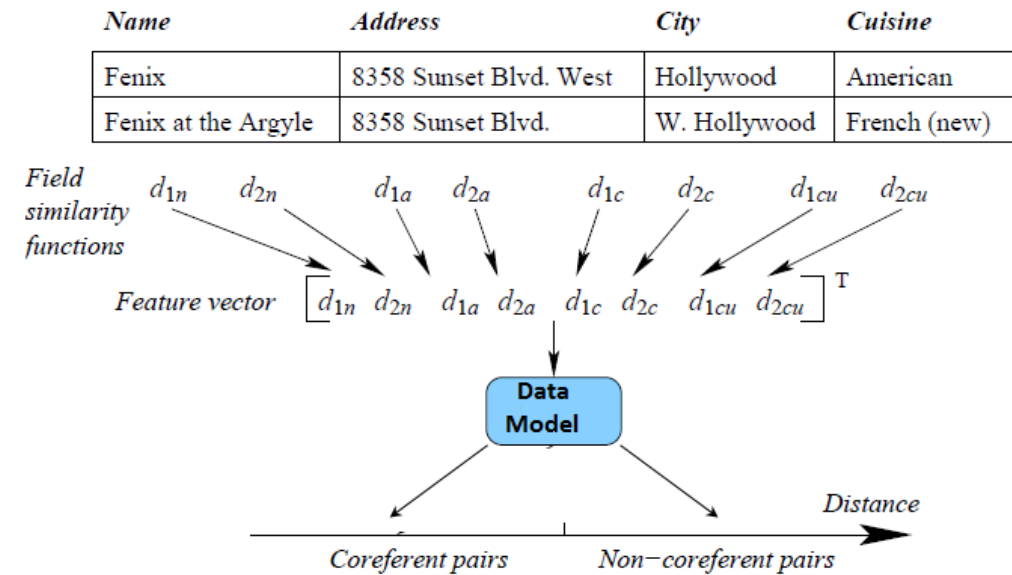 Name Address City Cuisine
Fenix 8358 Sunset Blvd. West Hollywood American
Fenix at the Argyle 8358 Sunset Blvd. W. Hollywood French (new)
Field
similarity
functions
d1n d2n d1a d2a d1c d2c d1cu d2cu
Feature vector [d1n d2n d1a d2a d1c d2c d1cu d2cu]T
Data
Model
Distance
Coreferent pairs Non−coreferent pairs